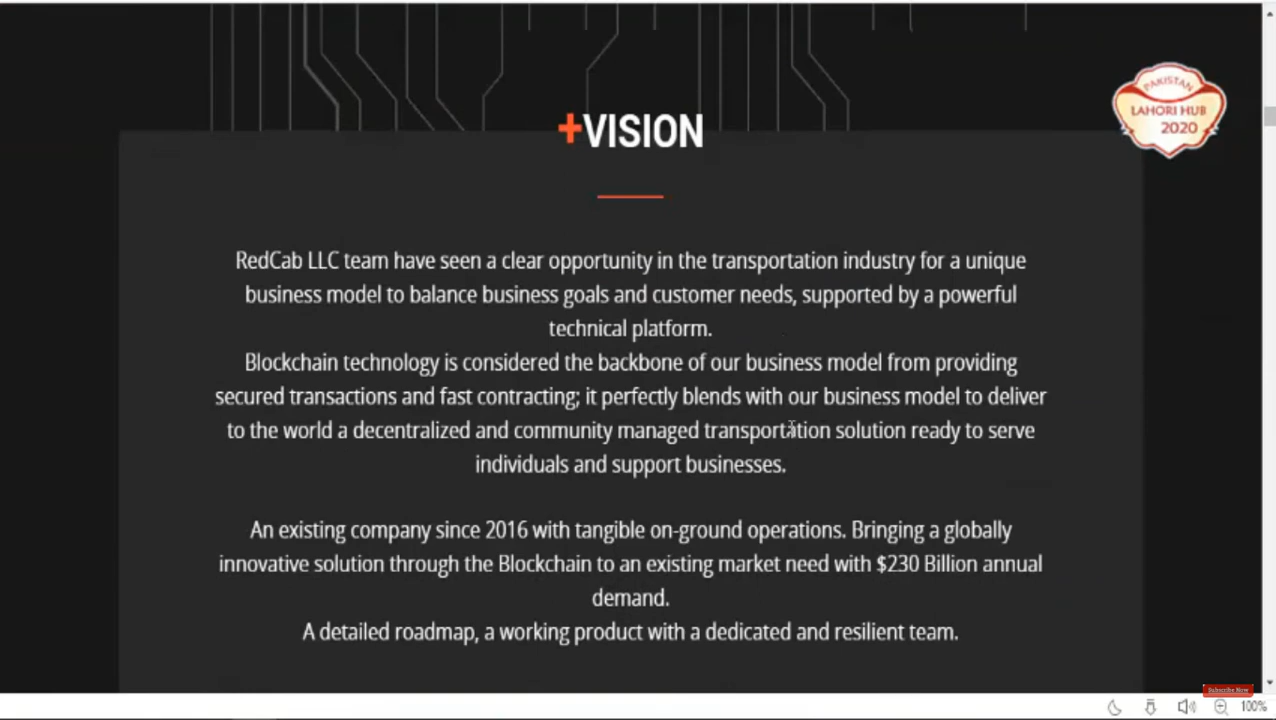 PAKISTAN
LAHORI HUB
2020
+VISION
RedCab LLC team have seen a clear opportunity in the transportation industry for a unique
business model to balance business goals and customer needs, supported by a powerful
technical platform.
Blockchain technology is considered the backbone of our business model from providing
secured transactions and fast contracting; it perfectly blends with our business model to deliver
to the world a decentralized and community managed transportation solution ready to serve
individuals and support businesses.
An existing company since 2016 with tangible on-ground operations. Bringing a globally
innovative solution through the Blockchain to an existing market need with $230 Billion annual
demand.
A detailed roadmap, a working product with a dedicated and resilient team.
Subscribe Now
100%